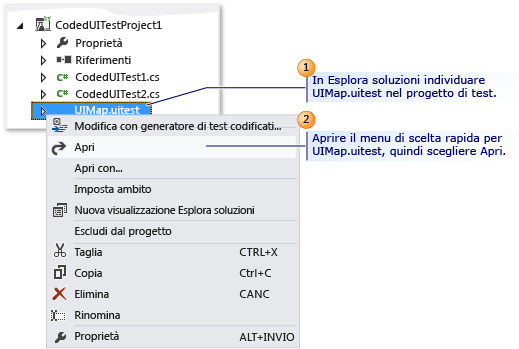 CodedUITestProject1
Proprietà
Riferimenti
C# CodedUITest1.cs
C# CodedUITest2.cs
UIMap.uitest
1
In Esplora soluzioni individuare
UIMap.uitest nel progetto di test.
Modifica con generatore di test codificati...
Apri
2
Aprire il menu di scelta rapida per
UIMap.uitest, quindi scegliere Apri.
Apri con...
Imposta ambito
Nuova visualizzazione Esplora soluzioni
Escludi dal progetto
Taglia CTRL+X
Copia Ctrl+C
Elimina CANC
Rinomina
Proprietà ALT+INVIO